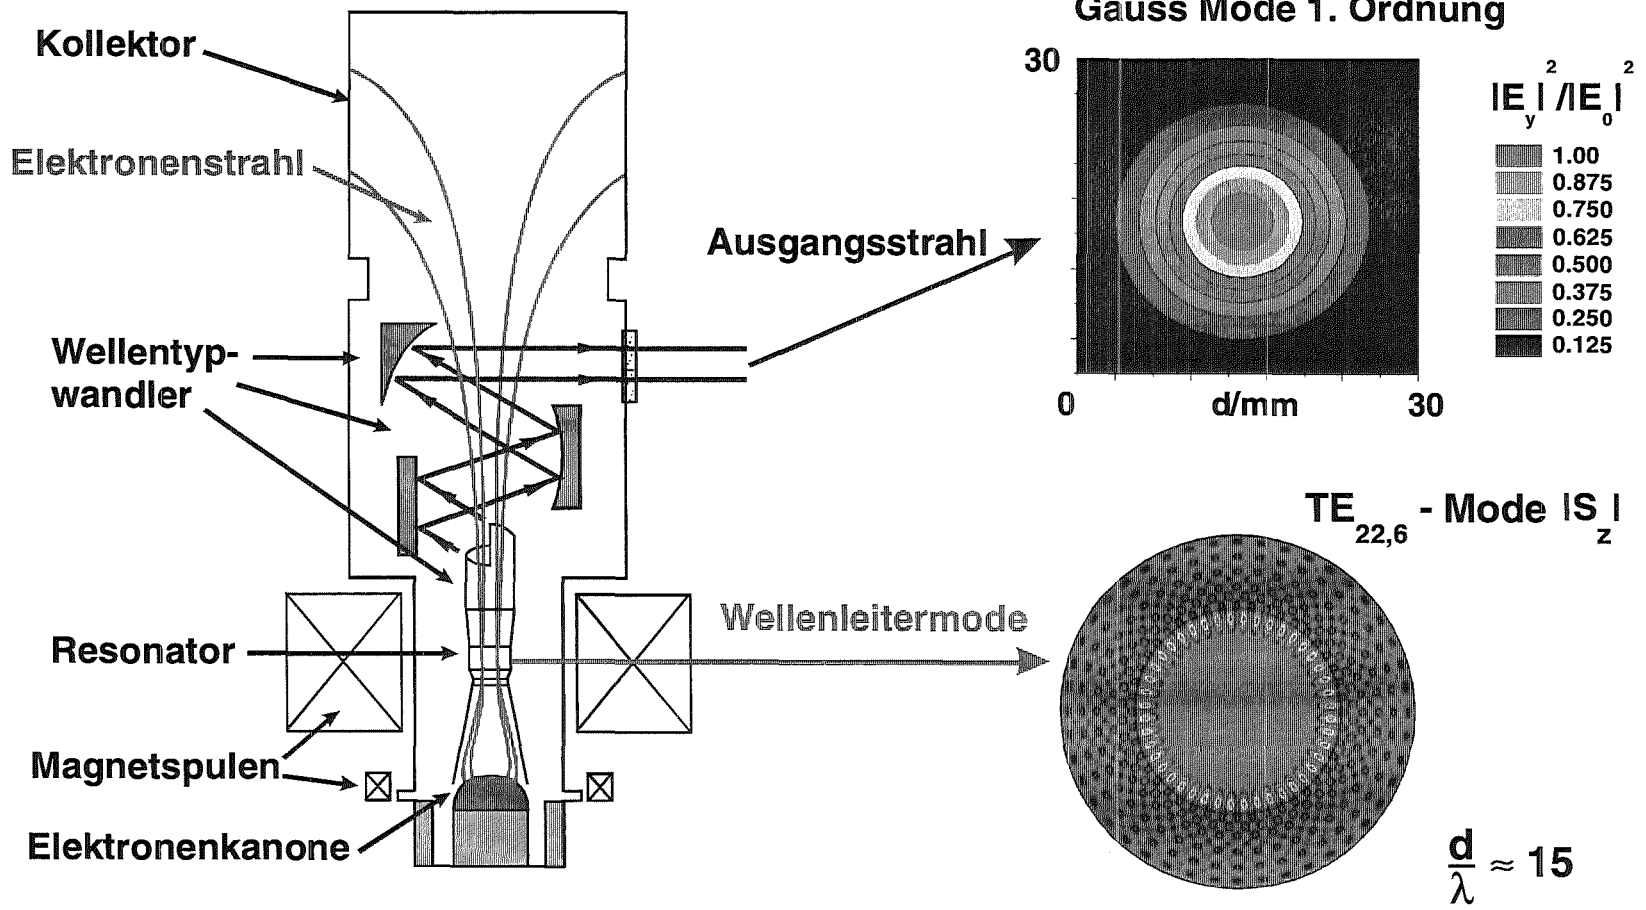 Kollektor
Elektronenstrahl
Wellentyp-
wandler
Resonator
Magnetspulen
Elektronenkanone
Ausgangsstrahl
Wellenleitermode
Gauss Mode 1. Ordnung
30
0 d/mm 30
|E_y|^2/|E_0|^2
1.00
0.875
0.750
0.625
0.500
0.375
0.250
0.125
TE_22,6 - Mode |S_z|
d/λ ≈ 15